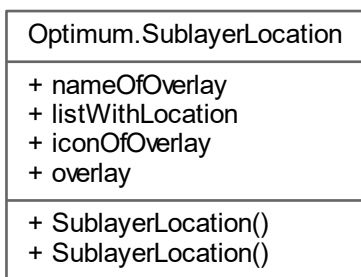 Optimum.SublayerLocation
+ nameOfOverlay
+ listWithLocation
+ iconOfOverlay
+ overlay
+ SublayerLocation()
+ SublayerLocation()